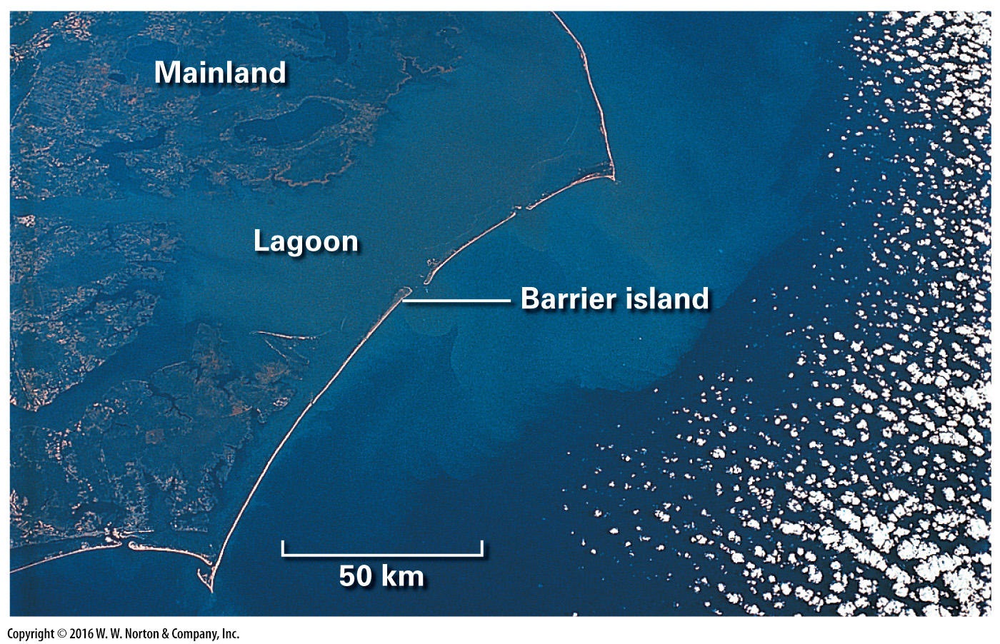 Mainland
Lagoon
Barrier island
50 km
Copyright © 2016 W. W. Norton & Company, Inc.